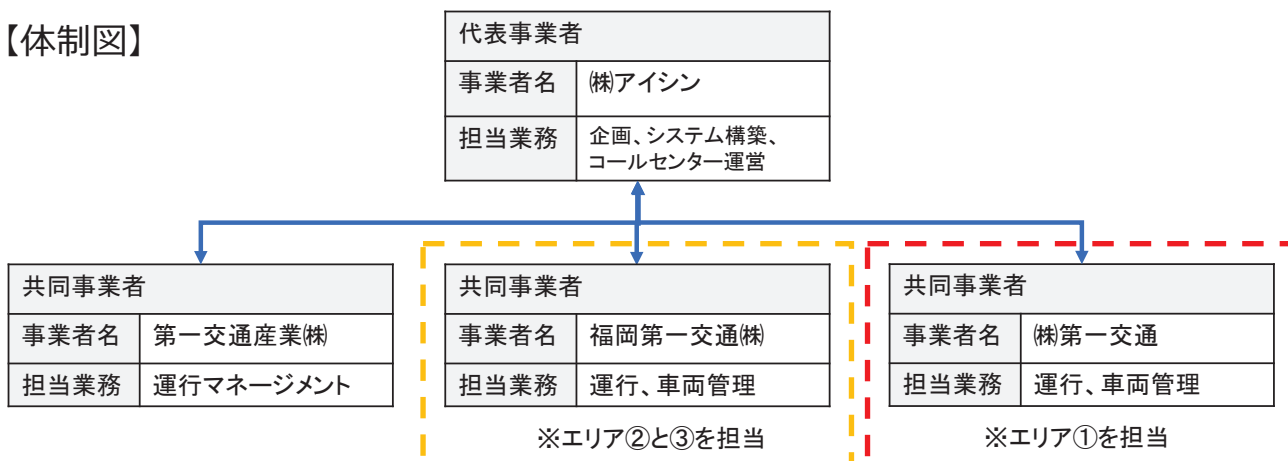 【体制図】
代表事業者
事業者名 ㈱アイシン
担当業務 企画、システム構築、
コールセンター運営
共同事業者
事業者名 第一交通産業㈱
担当業務 運行マネージメント
共同事業者
事業者名 福岡第一交通㈱
担当業務 運行、車両管理
※エリア②と③を担当
共同事業者
事業者名 ㈱第一交通
担当業務 運行、車両管理
※エリア①を担当